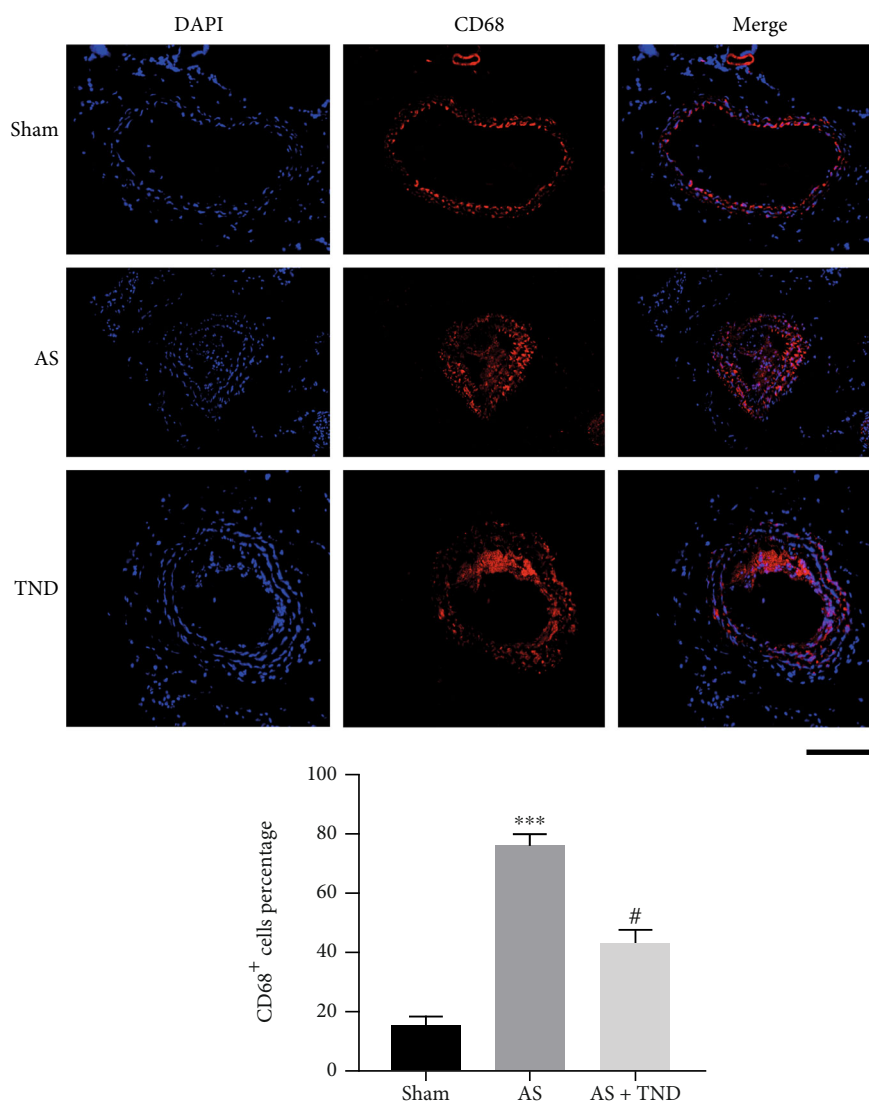 DAPI CD68 Merge
Sham
AS
TND
100
80
60
40
20
0
CD68+ cells percentage
***
#
Sham AS AS + TND